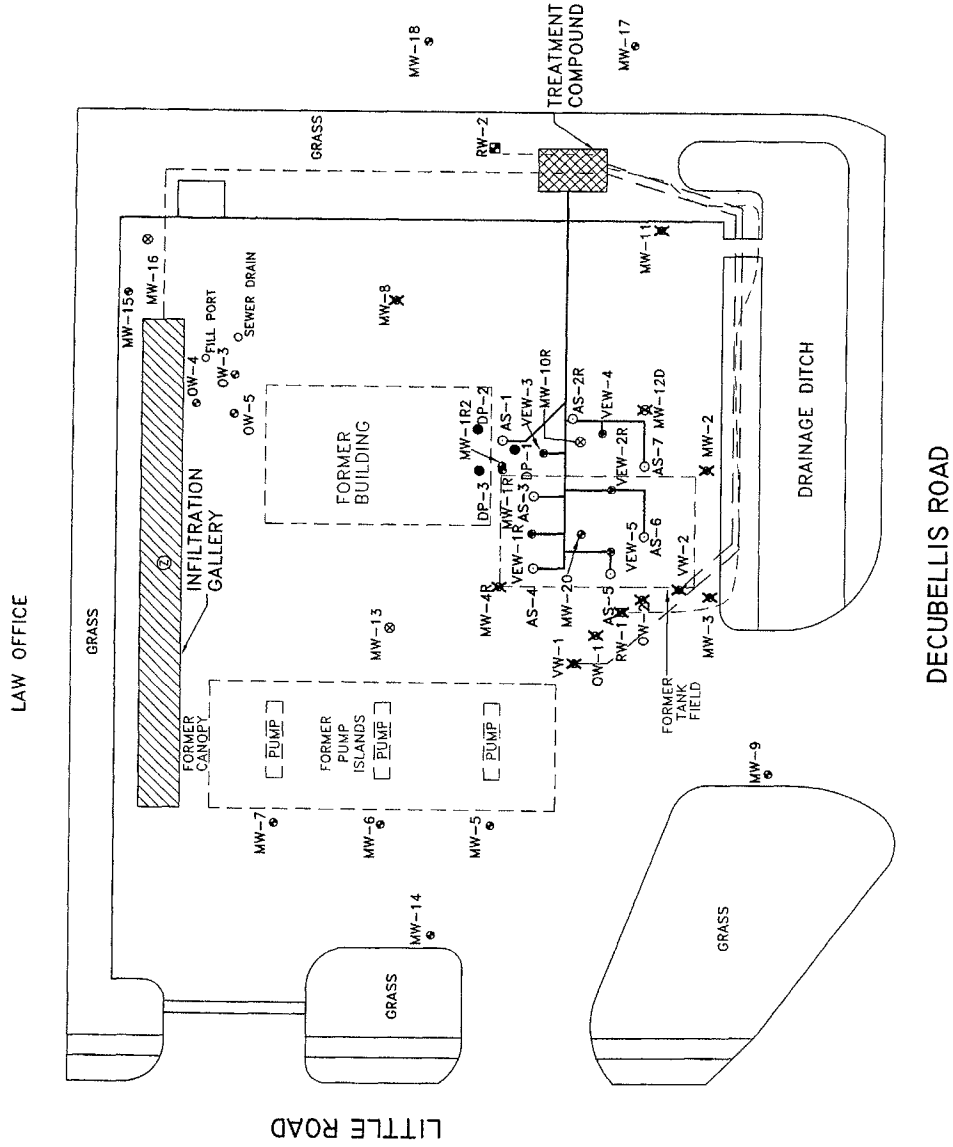 LAW OFFICE
GRASS
MW-18
MW-17
GRASS
TREATMENT
COMPOUND
RW-2
MW-15
MW-16
FILL PORT
SEWER DRAIN
OW-4
OW-3
OW-5
MW-8
MW-11
INFILTRATION
GALLERY
FORMER
BUILDING
MW-1R2
DP-2
AS-1
VEW-3
MW-10R
AS-2R
VEW-4
MW-12D
MW-2
DP-3
MW-1R
DP-1
AS-3
VEW-2R
AS-7
VEW-1R
VEW-5
AS-6
MW-4R
AS-4
MW-20
AS-5
VW-2
MW-13
VW-1
OW-1
RW-1
OW-2
MW-3
FORMER
TANK
FIELD
DRAINAGE DITCH
FORMER
CANOPY
FORMER
PUMP
ISLANDS
PUMP
PUMP
PUMP
MW-7
MW-6
MW-5
MW-9
MW-14
GRASS
GRASS
LITTLE ROAD
DECUBELLIS ROAD